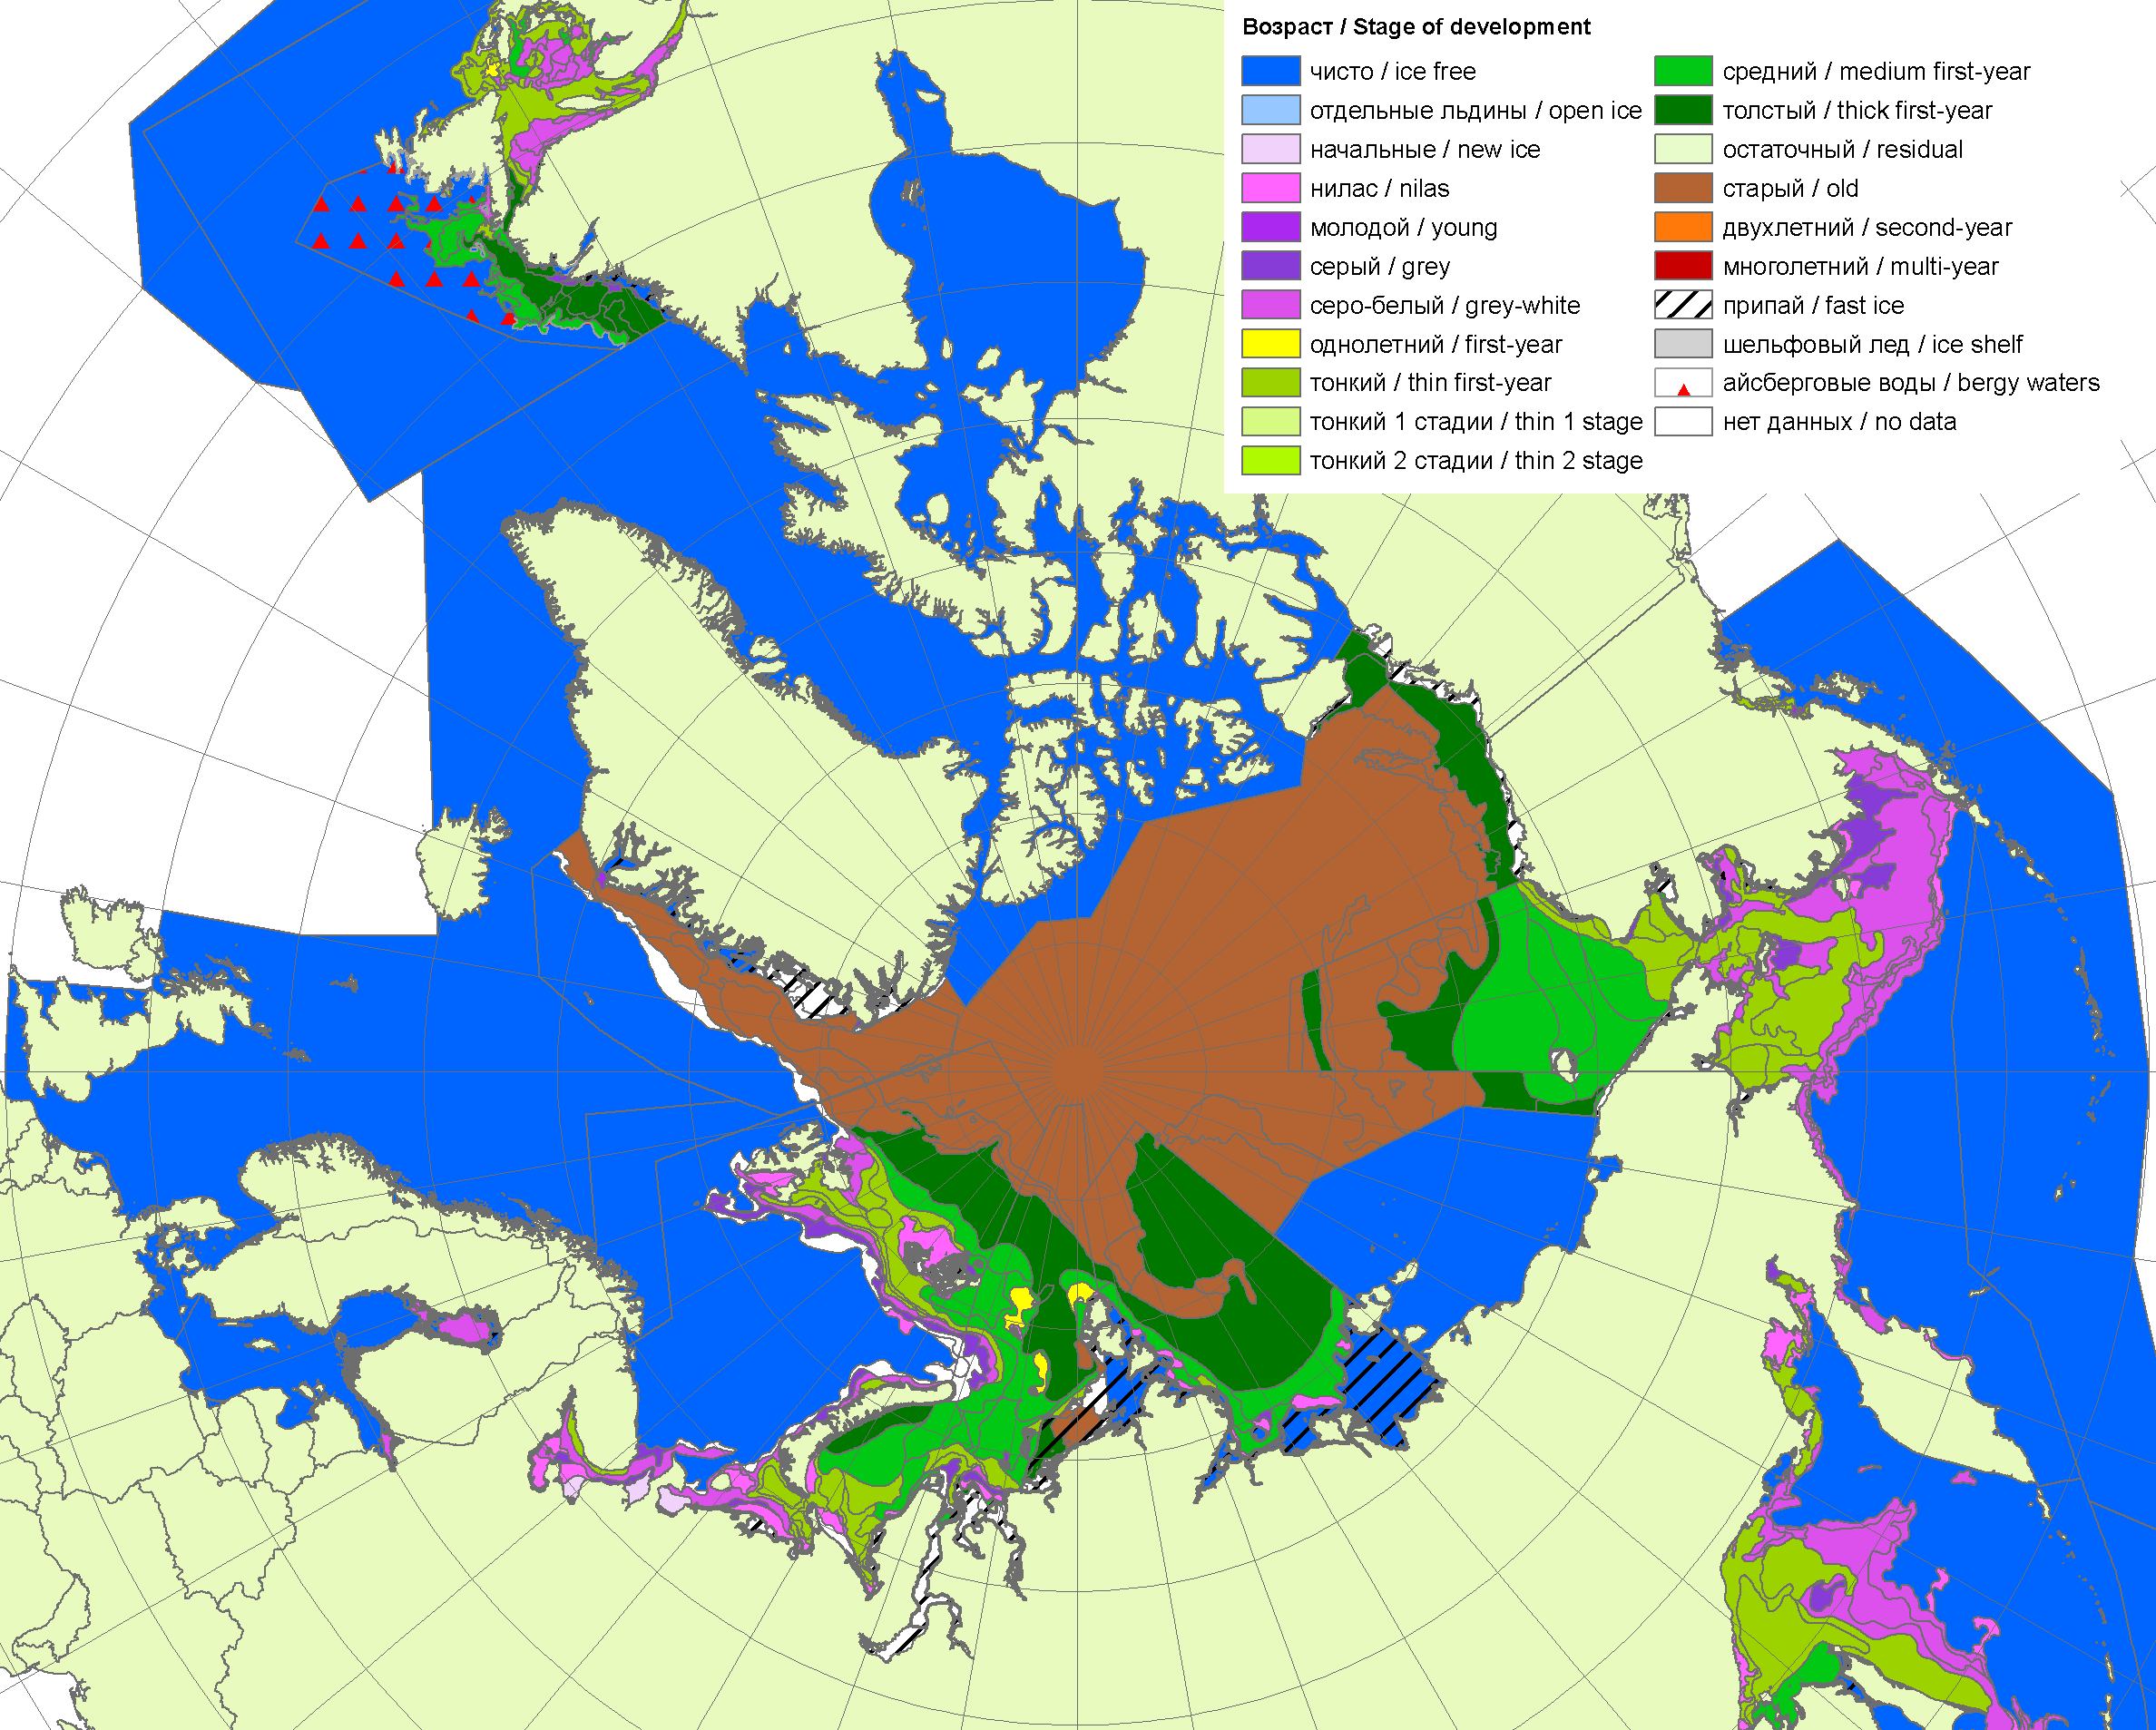 Возраст / Stage of development
чисто / ice free
отдельные льдины / open ice
начальные / new ice
нилас / nilas
молодой / young
серый / grey
серо-белый / grey-white
однолетний / first-year
тонкий / thin first-year
тонкий 1 стадии / thin 1 stage
тонкий 2 стадии / thin 2 stage
средний / medium first-year
толстый / thick first-year
остаточный / residual
старый / old
двухлетний / second-year
многолетний / multi-year
припай / fast ice
шельфовый лед / ice shelf
айсберговые воды / bergy waters
нет данных / no data